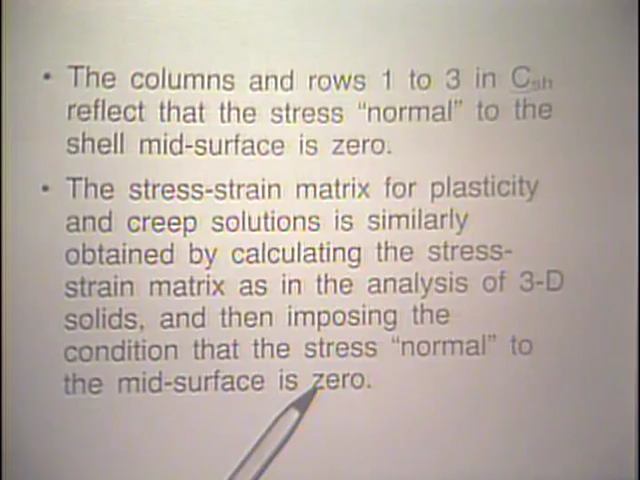 • The columns and rows 1 to 3 in C_sh
reflect that the stress “normal” to the
shell mid-surface is zero.
• The stress-strain matrix for plasticity
and creep solutions is similarly
obtained by calculating the stress-
strain matrix as in the analysis of 3-D
solids, and then imposing the
condition that the stress “normal” to
the mid-surface is zero.